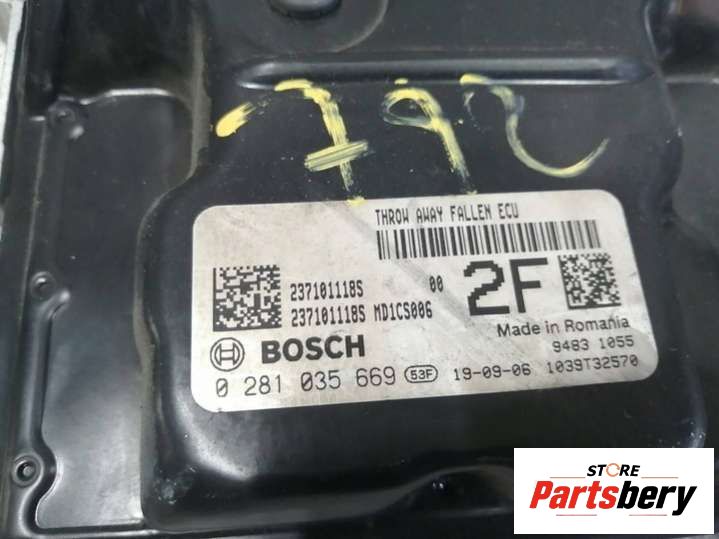 792
THROW AWAY FALLEN ECU
237101118S 00
237101118S MD1CS006
2F
Made in Romania
BOSCH
9483 1055
0 281 035 669 53F 19-09-06 1039T32570
STORE
Partsbery